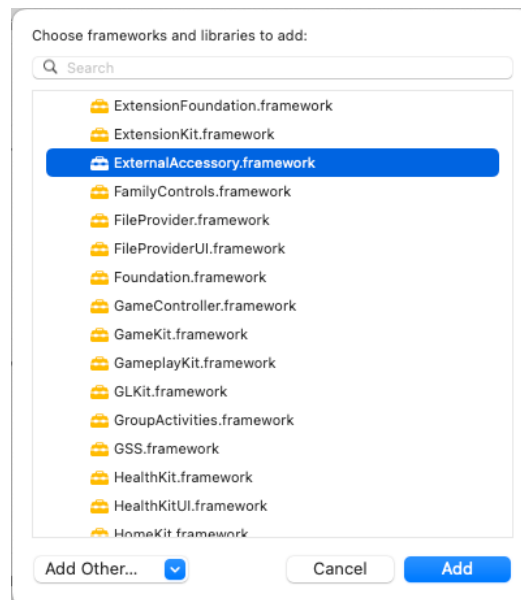 Choose frameworks and libraries to add:
Search
ExtensionFoundation.framework
ExtensionKit.framework
ExternalAccessory.framework
FamilyControls.framework
FileProvider.framework
FileProviderUI.framework
Foundation.framework
GameController.framework
GameKit.framework
GameplayKit.framework
GLKit.framework
GroupActivities.framework
GSS.framework
HealthKit.framework
HealthKitUI.framework
HomeKit.framework
Add Other... Cancel Add